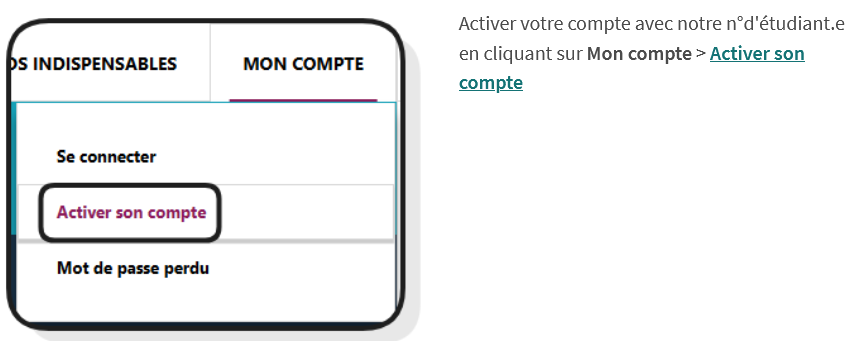 OS INDISPENSABLES
MON COMPTE
Se connecter
Activer son compte
Mot de passe perdu
Activer votre compte avec notre n°d'étudiant.e
en cliquant sur Mon compte > Activer son
compte